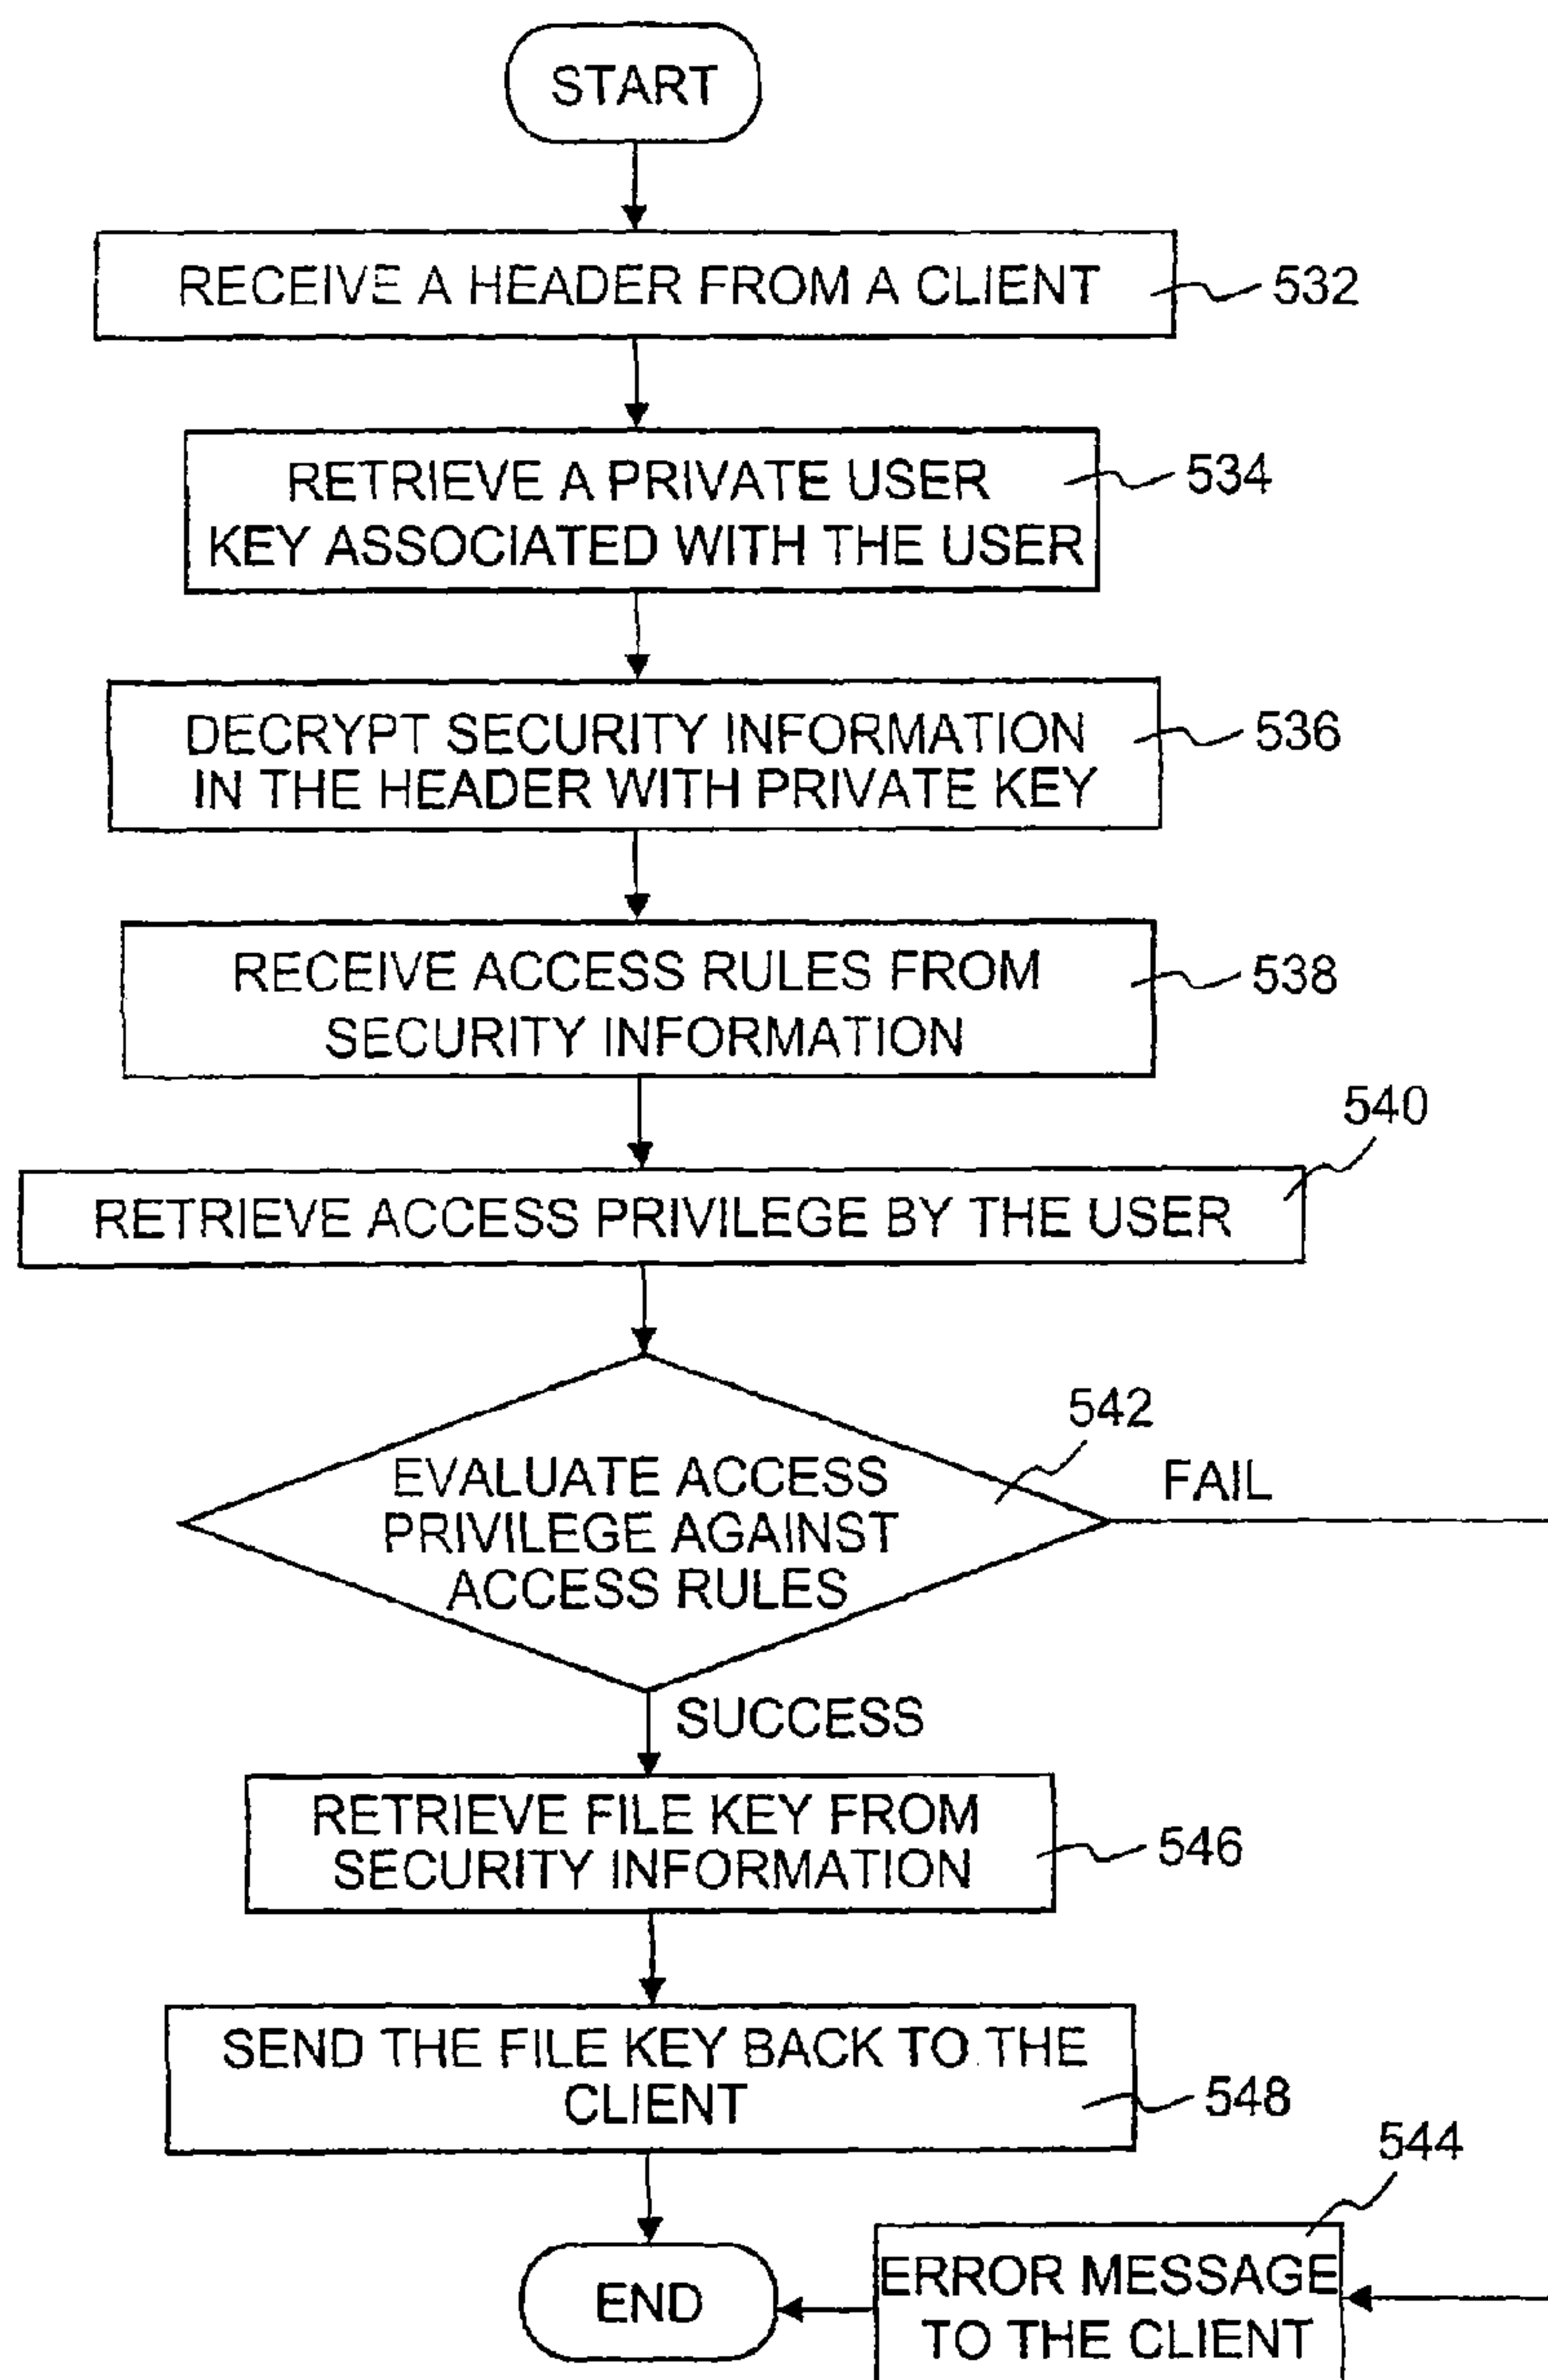 START
RECEIVE A HEADER FROM A CLIENT
532
RETRIEVE A PRIVATE USER
KEY ASSOCIATED WITH THE USER
534
DECRYPT SECURITY INFORMATION
IN THE HEADER WITH PRIVATE KEY
536
RECEIVE ACCESS RULES FROM
SECURITY INFORMATION
538
540
RETRIEVE ACCESS PRIVILEGE BY THE USER
542
EVALUATE ACCESS
PRIVILEGE AGAINST
ACCESS RULES
FAIL
SUCCESS
RETRIEVE FILE KEY FROM
SECURITY INFORMATION
546
SEND THE FILE KEY BACK TO THE
CLIENT
548
544
ERROR MESSAGE
TO THE CLIENT
END